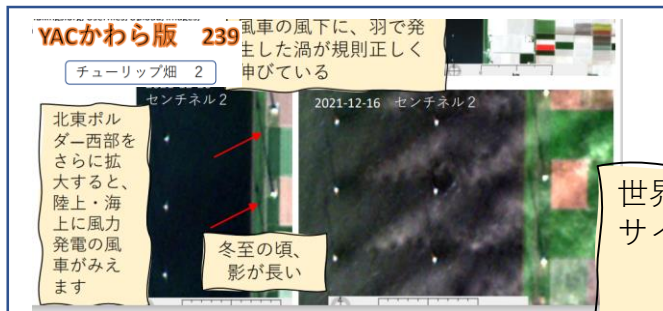 YACかわら版 239
チューリップ畑 2
風車の風下に、羽で発
生した渦が規則正しく
伸びている
センチネル2
2021-12-16 センチネル2
北東ポル
ダー西部を
さらに拡
大すると、
陸上・海
上に風力
発電の風
車がみえ
ます
冬至の頃、
影が長い
世界
サイ